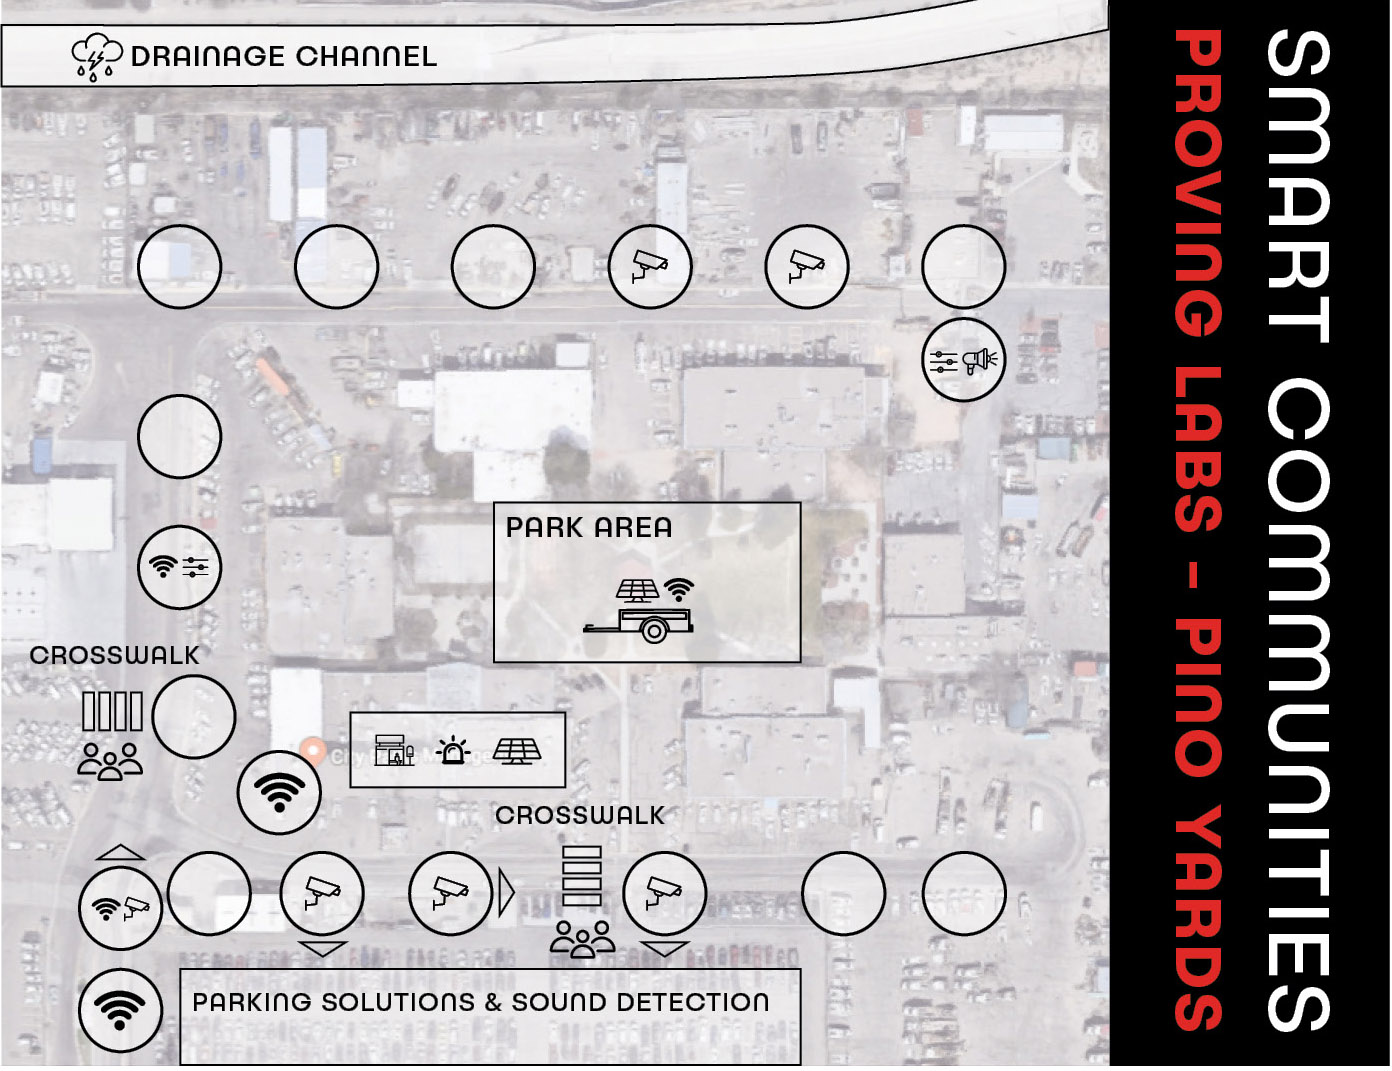 DRAINAGE CHANNEL
PARK AREA
CROSSWALK
CROSSWALK
PARKING SOLUTIONS & SOUND DETECTION
SMART COMMUNITIES
PROVING LABS - PINO YARDS